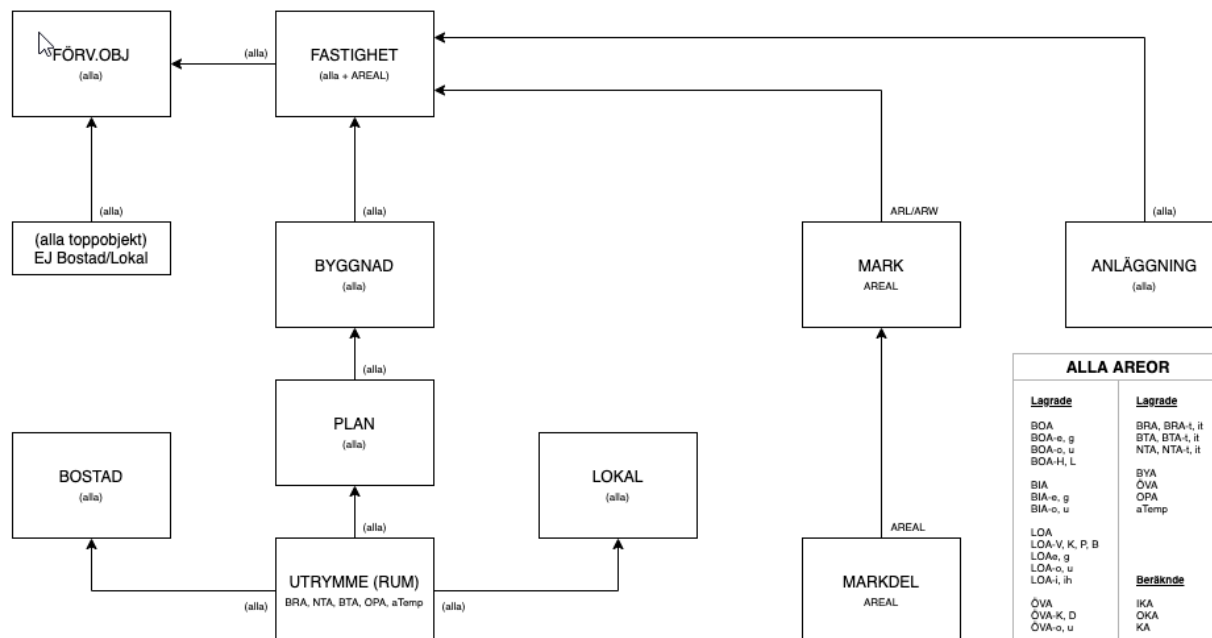 FÖRV.OBJ
(alla)
(alla)
FASTIGHET
(alla + AREAL)
(alla)
(alla toppobjekt)
EJ Bostad/Lokal
(alla)
BYGGNAD
(alla)
ARL/ARW
MARK
AREAL
(alla)
ANLÄGGNING
(alla)
(alla)
PLAN
(alla)
BOSTAD
(alla)
LOKAL
(alla)
(alla)
UTRYMME (RUM)
BRA, NTA, BTA, OPA, aTemp
(alla)
(alla)
AREAL
MARKDEL
AREAL
ALLA AREOR
Lagrade
BOA
BOA-e, g
BOA-o, u
BOA-H, L
BIA
BIA-e, g
BIA-o, u
LOA
LOA-V, K, P, B
LOAe, g
LOA-o, u
LOA-i, ih
ÖVA
ÖVA-K, D
ÖVA-o, u
Lagrade
BRA, BRA-t, it
BTA, BTA-t, it
NTA, NTA-t, it
BYA
ÖVA
OPA
aTemp
Beräknde
IKA
OKA
KA